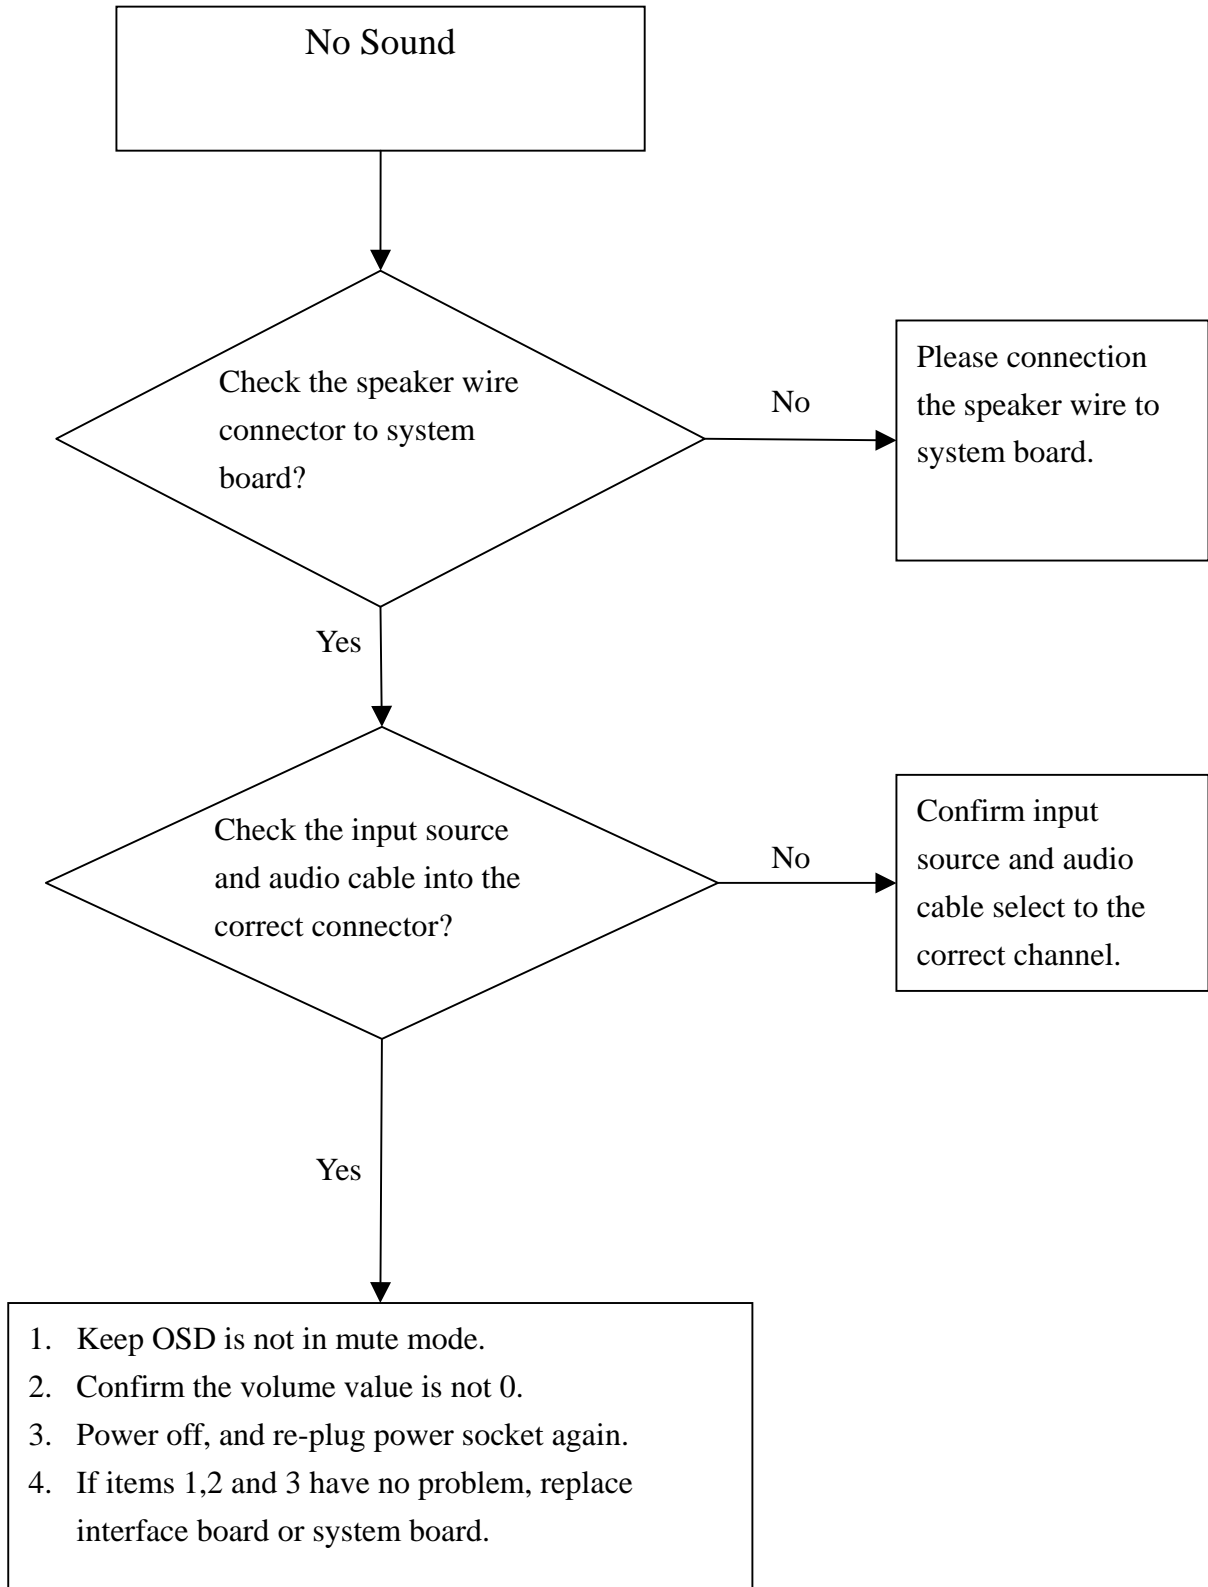 No Sound
Check the speaker wire
connector to system
board?
No
Please connection
the speaker wire to
system board.
Yes
Check the input source
and audio cable into the
correct connector?
No
Confirm input
source and audio
cable select to the
correct channel.
Yes
1. Keep OSD is not in mute mode.
2. Confirm the volume value is not 0.
3. Power off, and re-plug power socket again.
4. If items 1,2 and 3 have no problem, replace
interface board or system board.